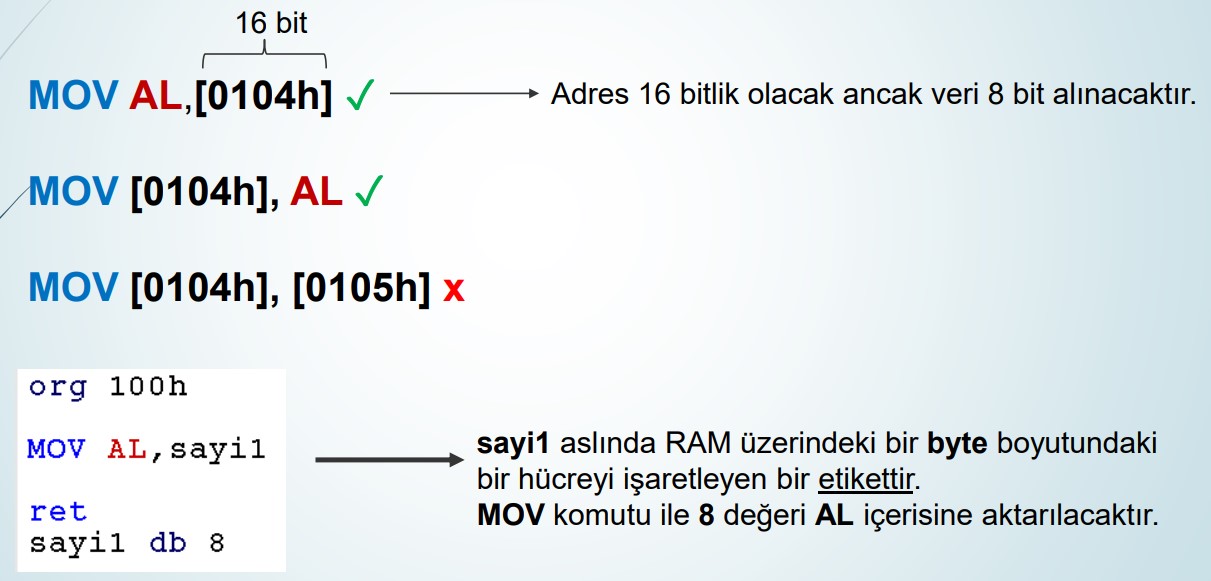 16 bit
MOV AL,[0104h] ✓ Adres 16 bitlik olacak ancak veri 8 bit alınacaktır.
MOV [0104h], AL ✓
MOV [0104h], [0105h] x
org 100h
MOV AL,sayi1
ret
sayi1 db 8
sayi1 aslında RAM üzerindeki bir byte boyutundaki
bir hücreyi işaretleyen bir etikettir.
MOV komutu ile 8 değeri AL içerisine aktarılacaktır.